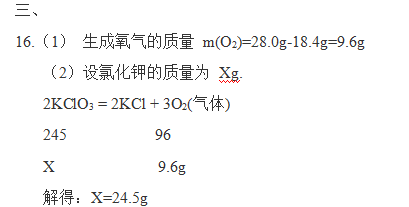 三、
16.（1） 生成氧气的质量 m(O₂)=28.0g-18.4g=9.6g
（2）设氯化钾的质量为 Xg.
2KClO₃ = 2KCl + 3O₂(气体)
245 96
X 9.6g
解得：X=24.5g